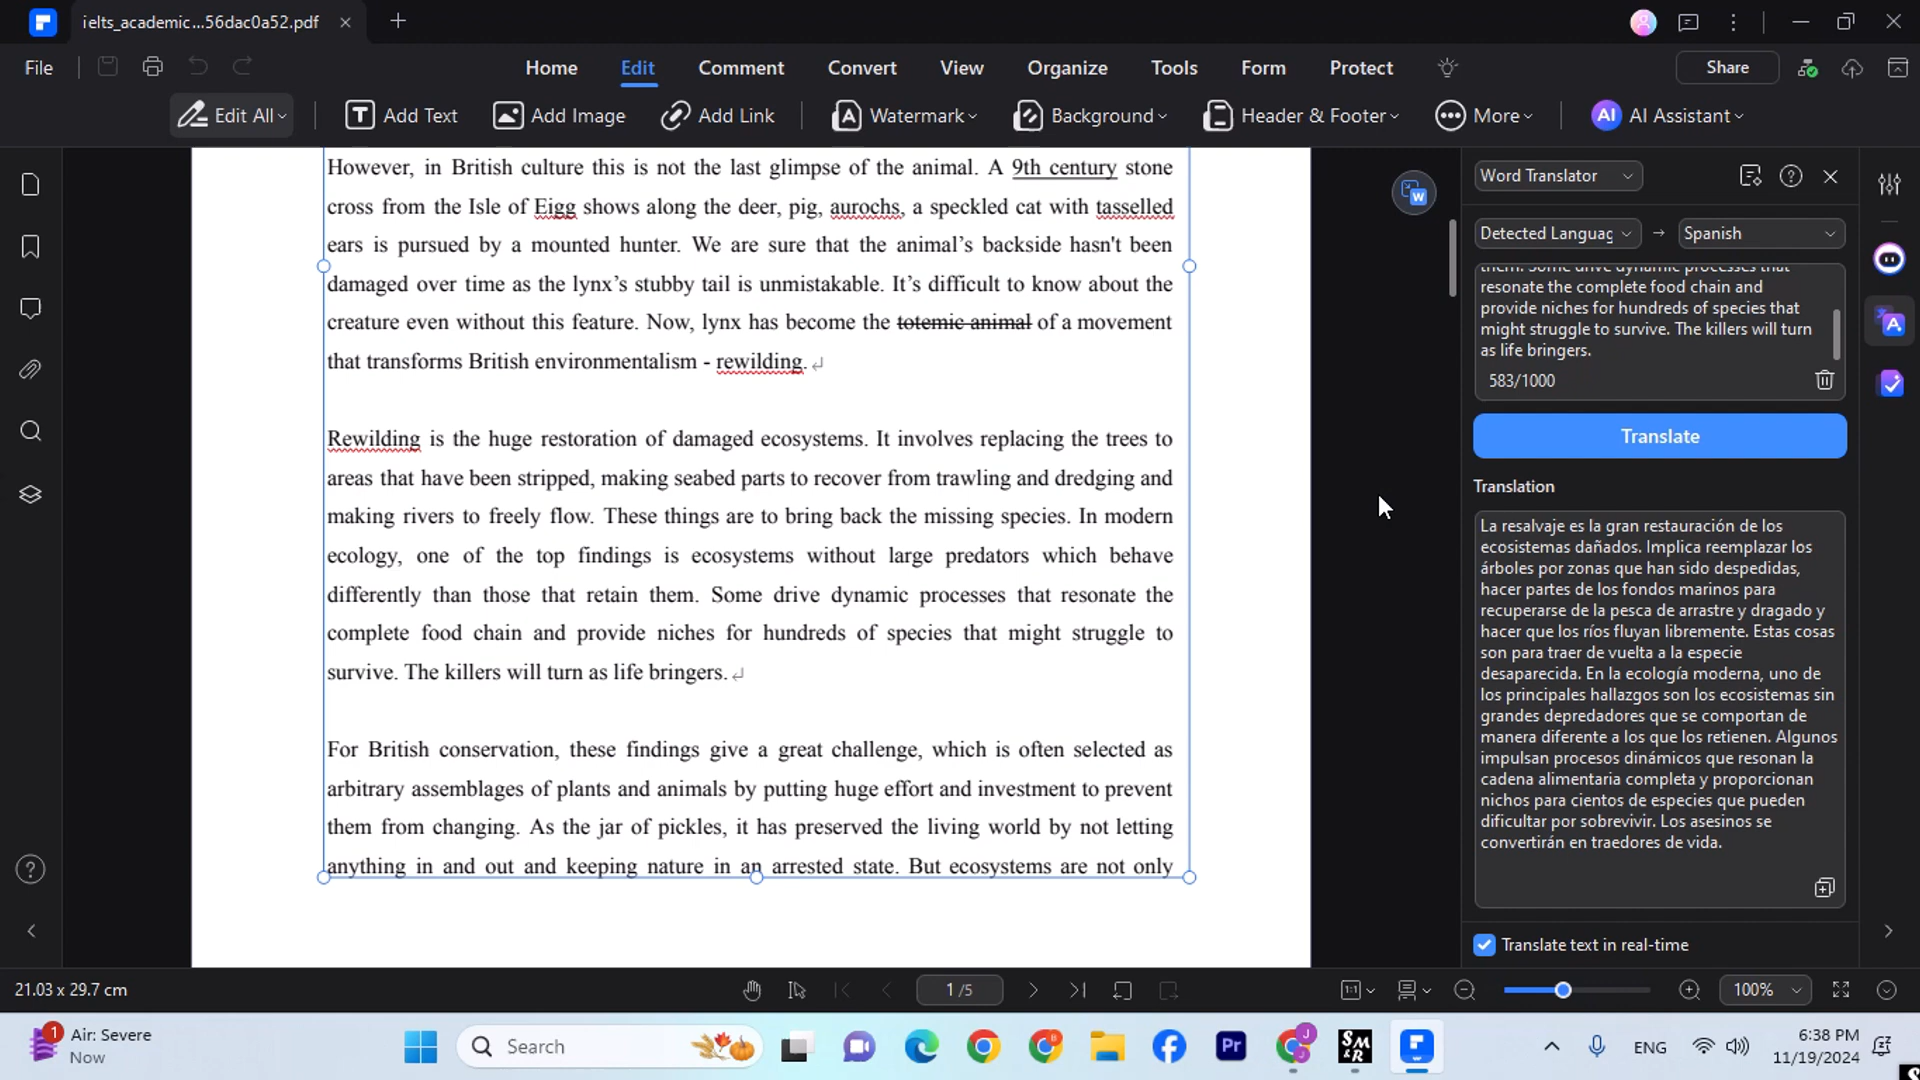 ielts_academic...56dac0a52.pdf
File
Home
Edit
Comment
Convert
View
Organize
Tools
Form
Protect
Share
Edit All
Add Text
Add Image
Add Link
Watermark
Background
Header & Footer
More
AI
AI Assistant
However, in British culture this is not the last glimpse of the animal. A 9th century stone
cross from the Isle of Eigg shows along the deer, pig, aurochs, a speckled cat with tasselled
ears is pursued by a mounted hunter. We are sure that the animal’s backside hasn't been
damaged over time as the lynx’s stubby tail is unmistakable. It’s difficult to know about the
creature even without this feature. Now, lynx has become the totemic animal of a movement
that transforms British environmentalism - rewilding.
Rewilding is the huge restoration of damaged ecosystems. It involves replacing the trees to
areas that have been stripped, making seabed parts to recover from trawling and dredging and
making rivers to freely flow. These things are to bring back the missing species. In modern
ecology, one of the top findings is ecosystems without large predators which behave
differently than those that retain them. Some drive dynamic processes that resonate the
complete food chain and provide niches for hundreds of species that might struggle to
survive. The killers will turn as life bringers.
For British conservation, these findings give a great challenge, which is often selected as
arbitrary assemblages of plants and animals by putting huge effort and investment to prevent
them from changing. As the jar of pickles, it has preserved the living world by not letting
anything in and out and keeping nature in an arrested state. But ecosystems are not only
W
Word Translator
Detected Languag
Spanish
them. Some drive dynamic processes that
resonate the complete food chain and
provide niches for hundreds of species that
might struggle to survive. The killers will turn
as life bringers.
583/1000
Translate
Translation
La resalvaje es la gran restauración de los
ecosistemas dañados. Implica reemplazar los
árboles por zonas que han sido despedidas,
hacer partes de los fondos marinos para
recuperarse de la pesca de arrastre y dragado y
hacer que los ríos fluyan libremente. Estas cosas
son para traer de vuelta a la especie
desaparecida. En la ecología moderna, uno de
los principales hallazgos son los ecosistemas sin
grandes depredadores que se comportan de
manera diferente a los que los retienen. Algunos
impulsan procesos dinámicos que resonan la
cadena alimentaria completa y proporcionan
nichos para cientos de especies que pueden
dificultar por sobrevivir. Los asesinos se
convertirán en traedores de vida.
Translate text in real-time
A
21.03 x 29.7 cm
1 /5
1:1
100%
1
Air: Severe
Now
Search
B
Pr
J
SM
&R
ENG
6:38 PM
11/19/2024